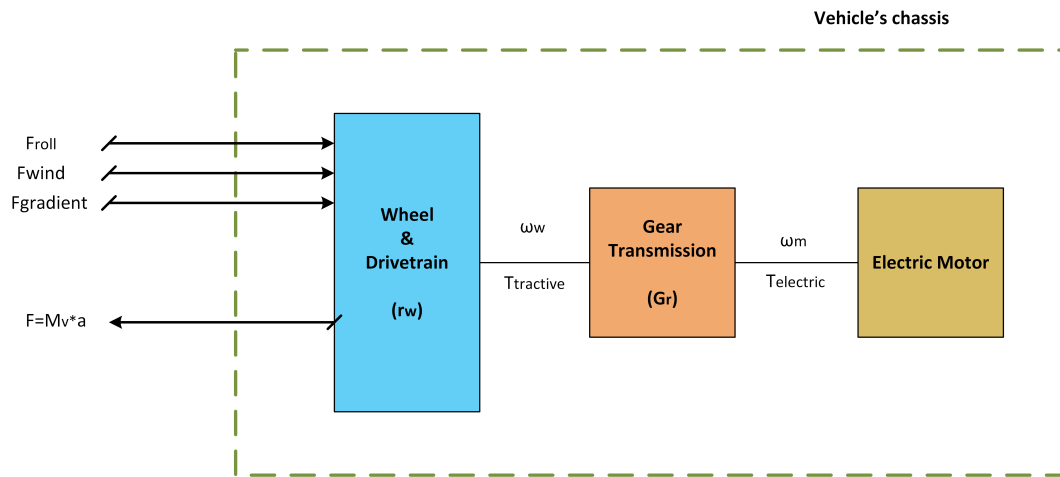 Vehicle's chassis
Froll
Fwind
Fgradient
F=Mv*a
Wheel
&
Drivetrain
(rw)
ωw
Ttractive
Gear
Transmission
(Gr)
ωm
Telectric
Electric Motor